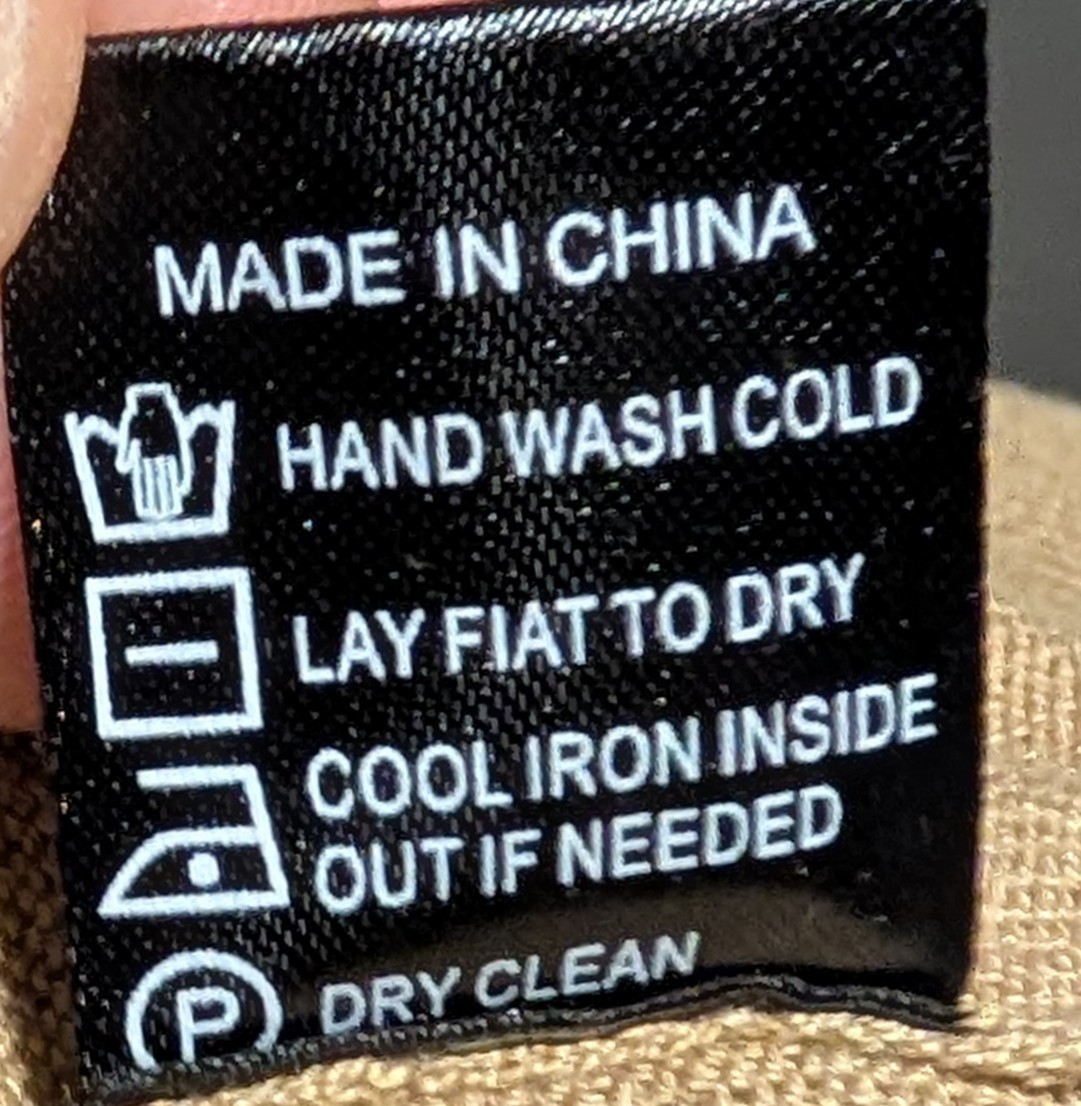 MADE IN CHINA
HAND WASH COLD
LAY FIAT TO DRY
COOL IRON INSIDE
OUT IF NEEDED
P DRY CLEAN